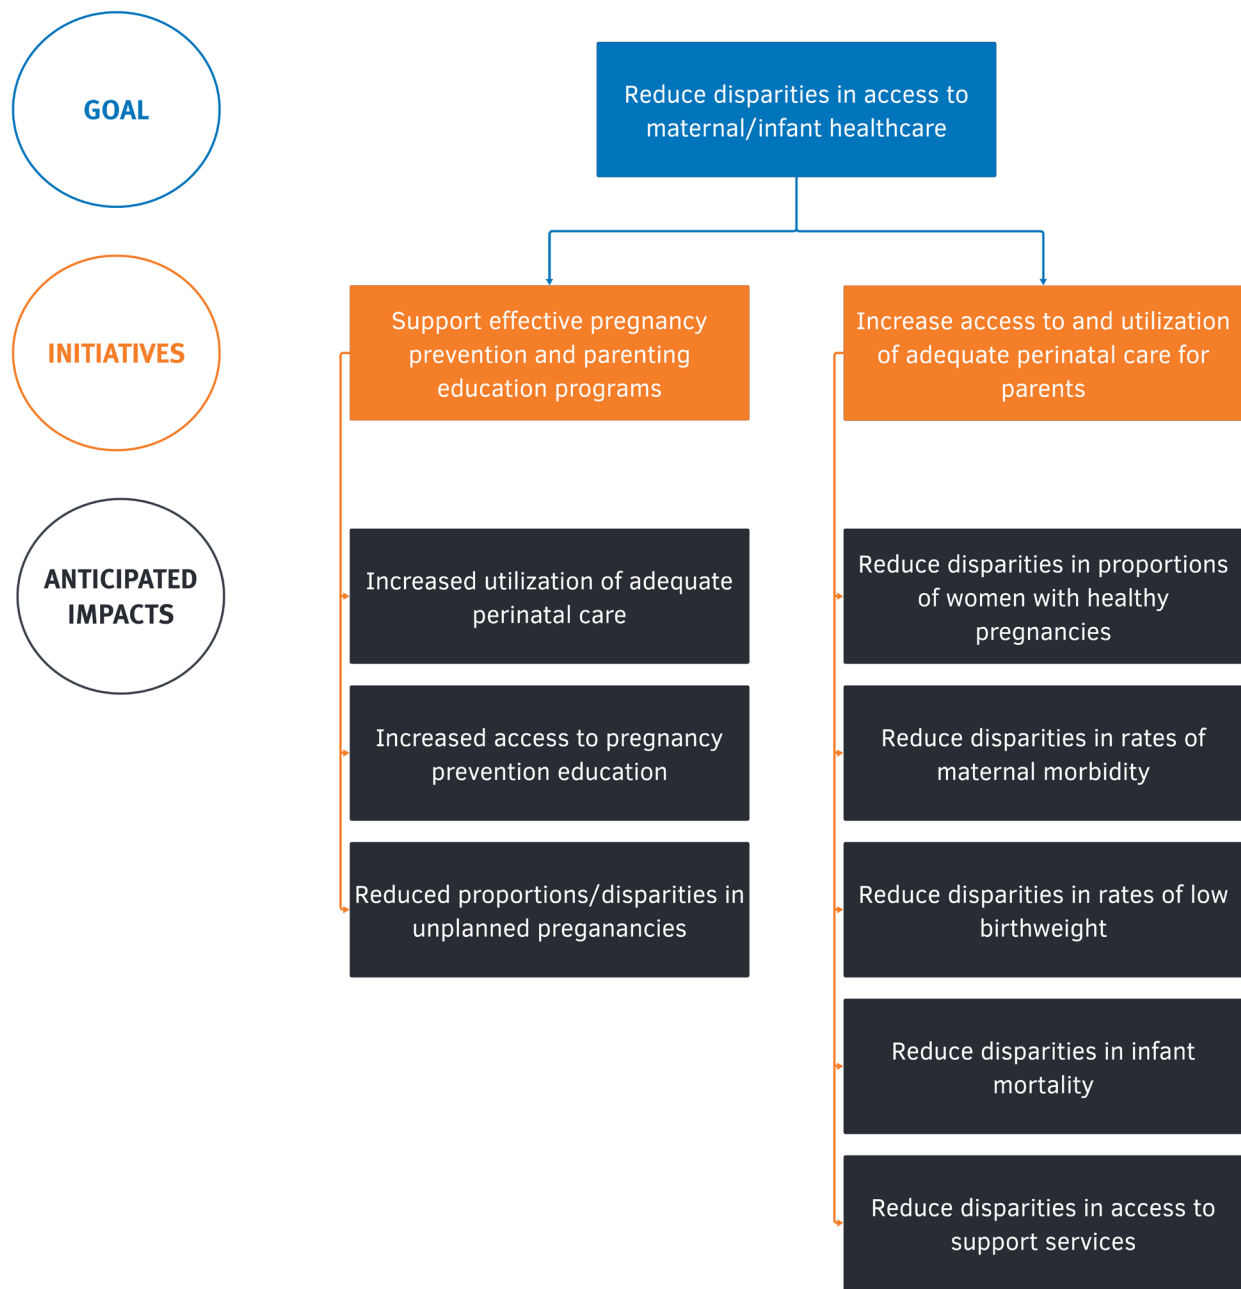 GOAL
Reduce disparities in access to
maternal/infant healthcare
INITIATIVES
Support effective pregnancy
prevention and parenting
education programs
Increase access to and utilization
of adequate perinatal care for
parents
ANTICIPATED
IMPACTS
Increased utilization of adequate
perinatal care
Increased access to pregnancy
prevention education
Reduced proportions/disparities in
unplanned preganancies
Reduce disparities in proportions
of women with healthy
pregnancies
Reduce disparities in rates of
maternal morbidity
Reduce disparities in rates of low
birthweight
Reduce disparities in infant
mortality
Reduce disparities in access to
support services